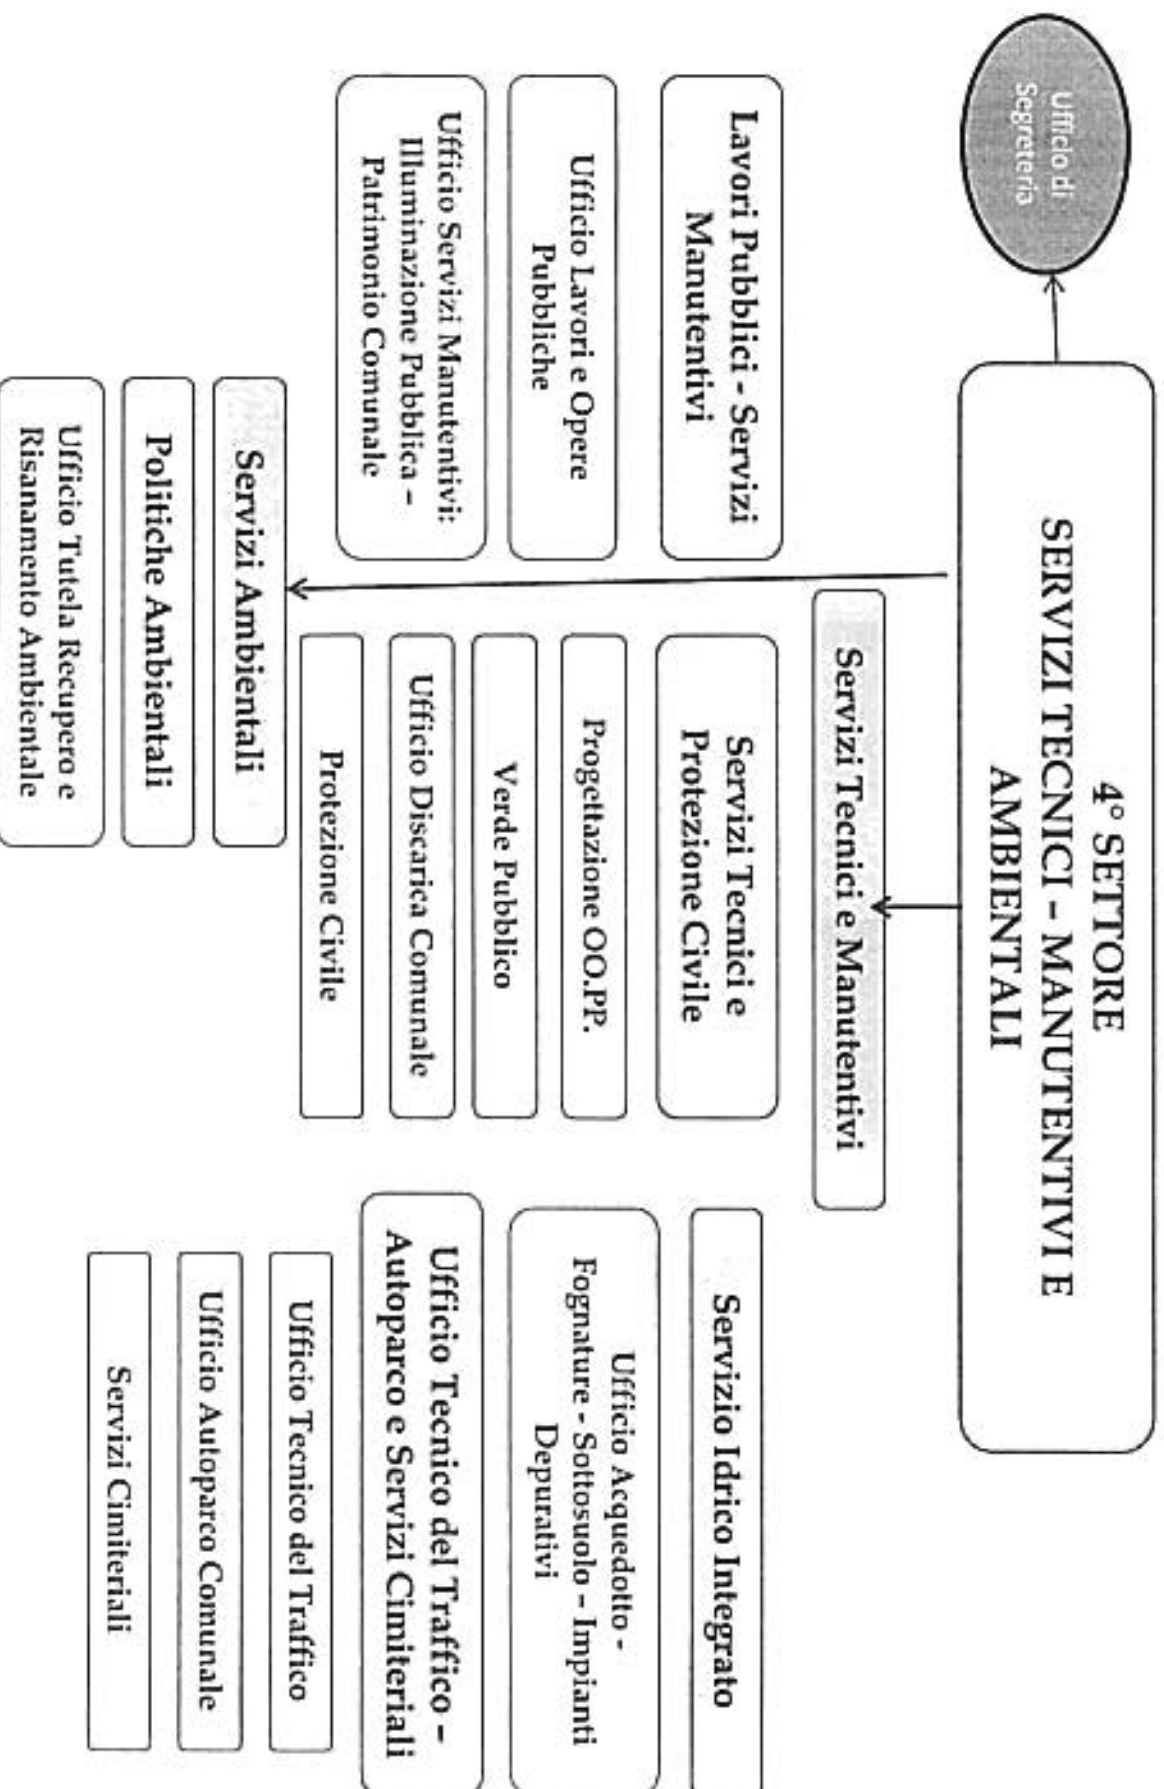 4° SETTORE
SERVIZI TECNICI – MANUTENTIVI E
AMBIENTALI
Ufficio di
Segreteria
Servizi Tecnici e Manutentivi
Lavori Pubblici - Servizi
Manutentivi
Ufficio Lavori e Opere
Pubbliche
Ufficio Servizi Manutentivi:
Illuminazione Pubblica –
Patrimonio Comunale
Servizi Tecnici e
Protezione Civile
Progettazione OO.PP.
Verde Pubblico
Ufficio Discarica Comunale
Protezione Civile
Servizio Idrico Integrato
Ufficio Acquedotto -
Fognature - Sottosuolo – Impianti
Depurativi
Ufficio Tecnico del Traffico –
Autoparco e Servizi Cimiteriali
Ufficio Tecnico del Traffico
Ufficio Autoparco Comunale
Servizi Cimiteriali
Servizi Ambientali
Politiche Ambientali
Ufficio Tutela Recupero e
Risanamento Ambientale